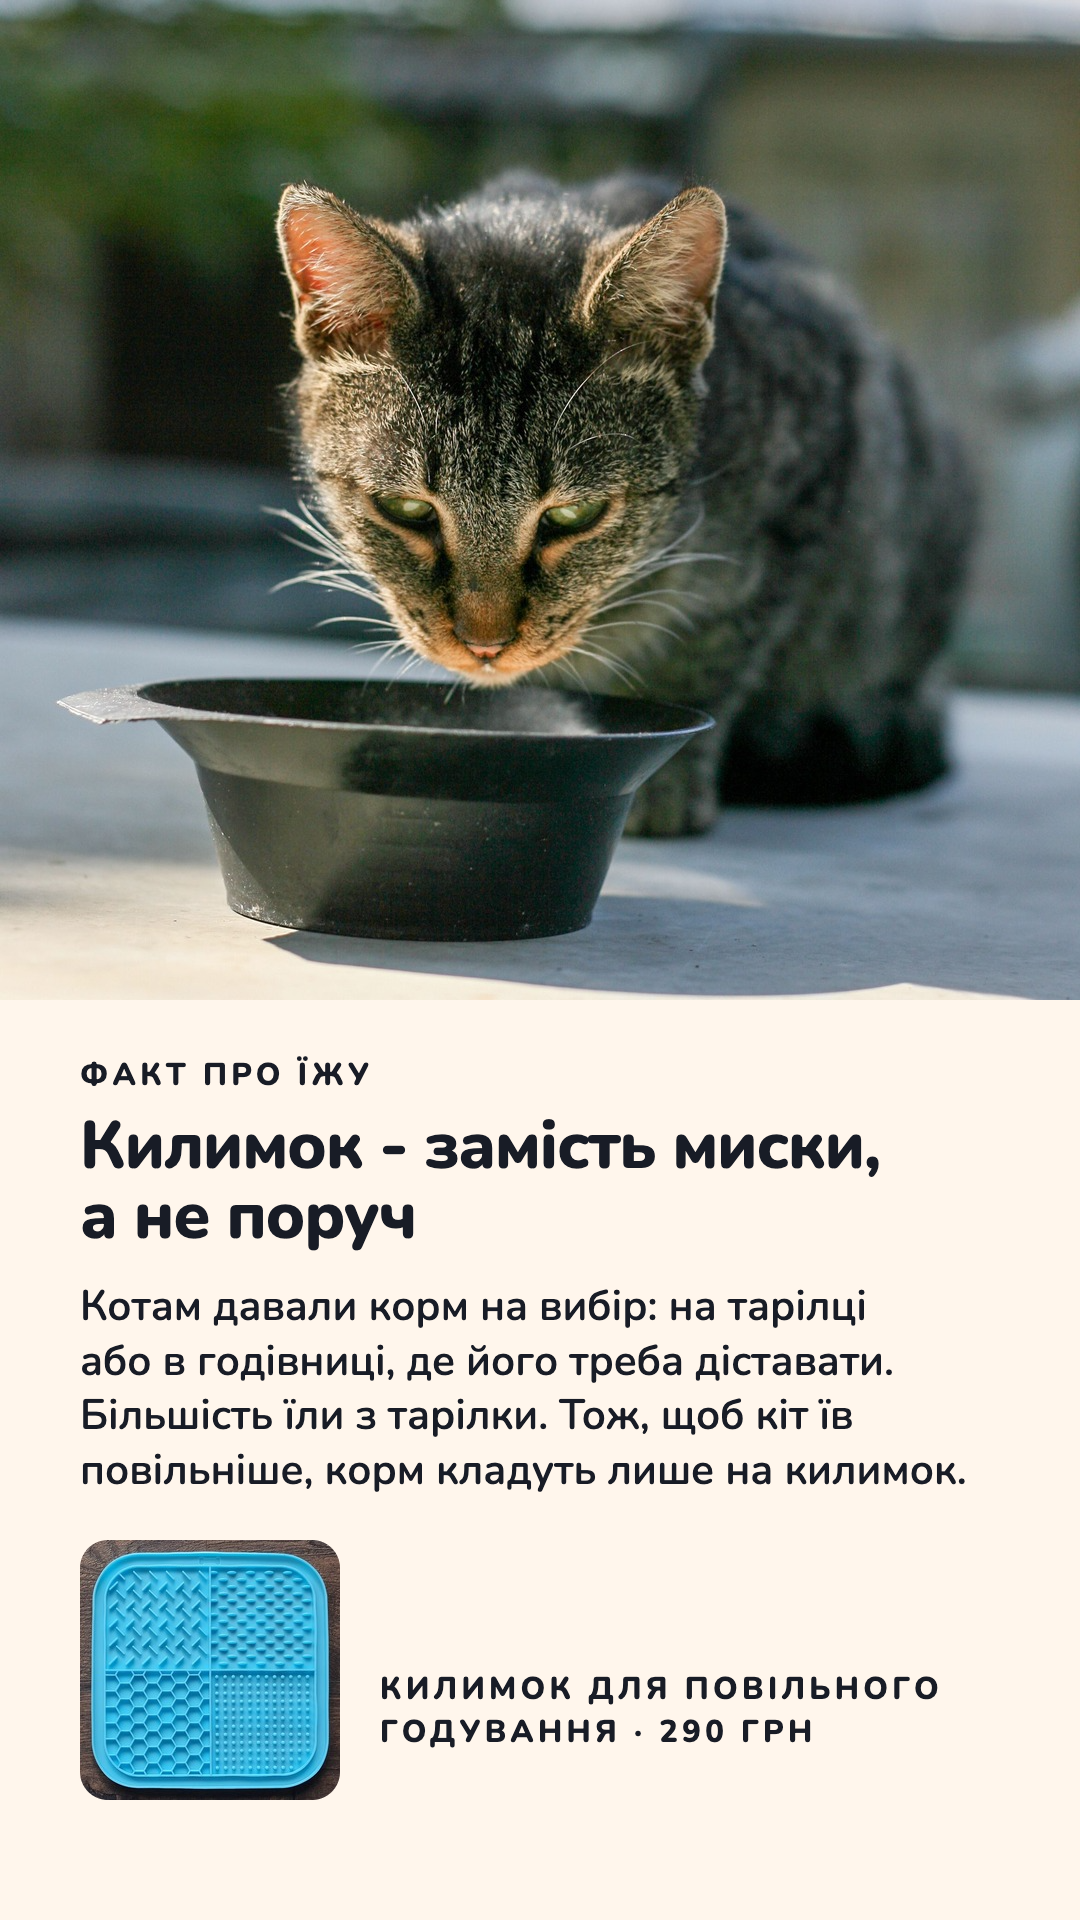 ФАКТ ПРО ЇЖУ
Килимок - замість миски,
а не поруч
Котам давали корм на вибір: на тарілці
або в годівниці, де його треба діставати.
Більшість їли з тарілки. Тож, щоб кіт їв
повільніше, корм кладуть лише на килимок.
КИЛИМОК ДЛЯ ПОВІЛЬНОГО
ГОДУВАННЯ · 290 ГРН